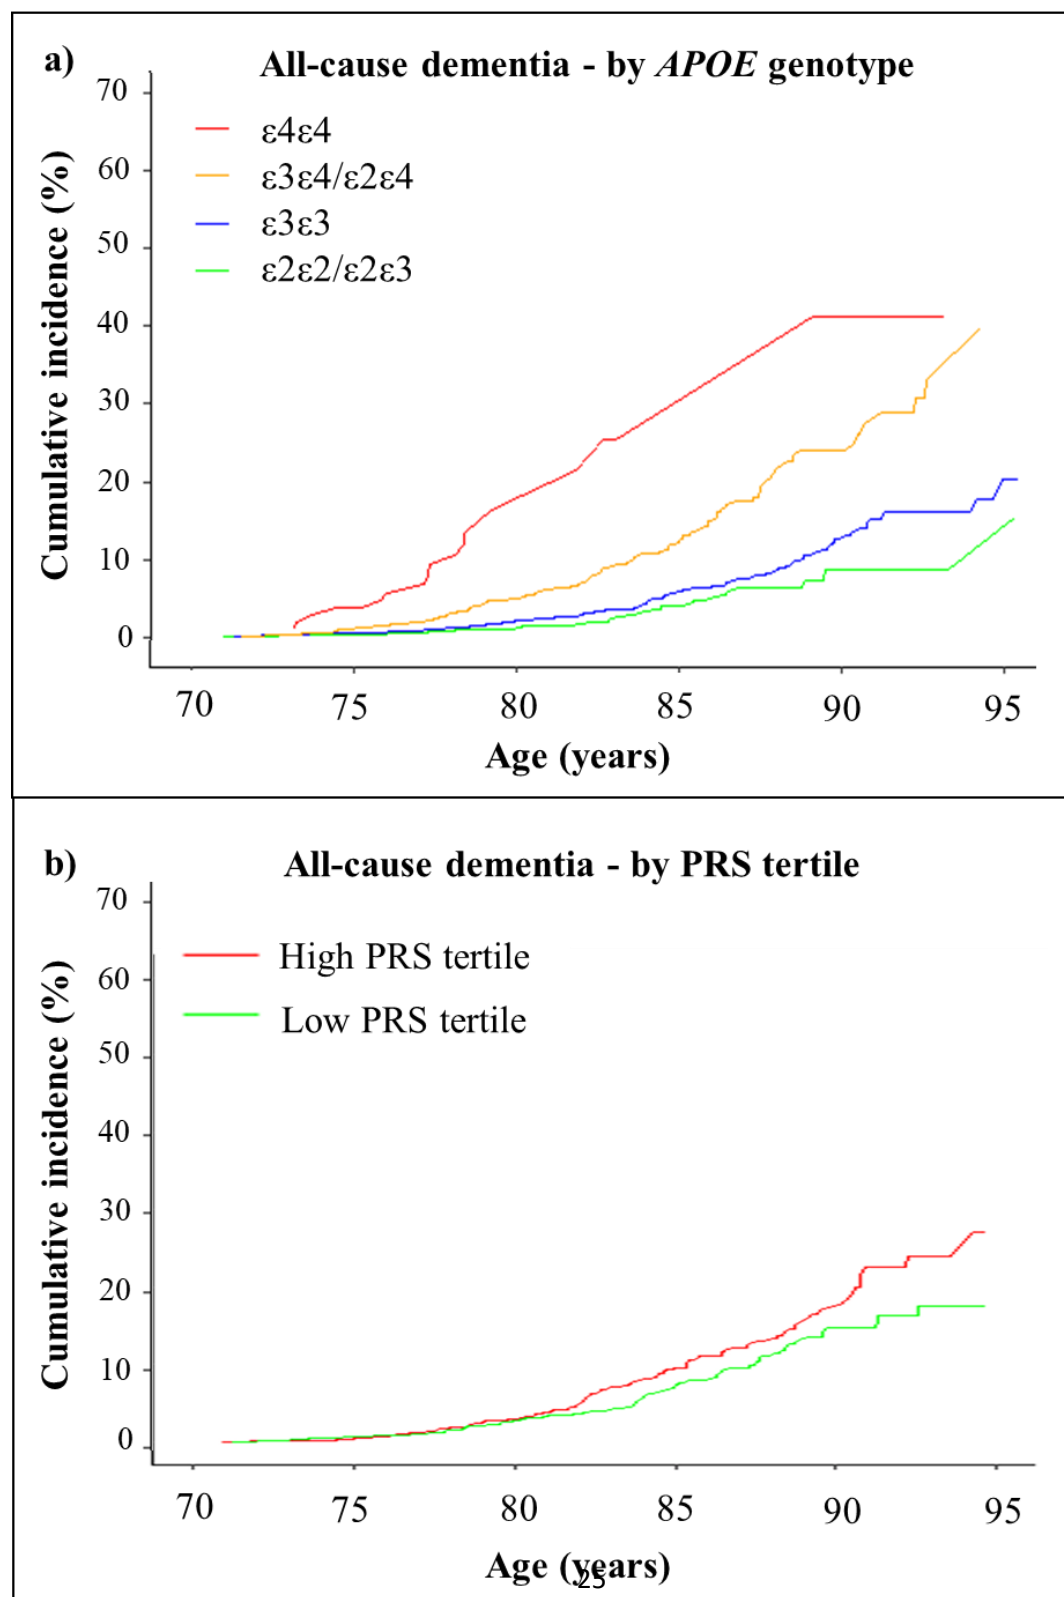 a) All-cause dementia - by APOE genotype
70
60
50
40
30
20
10
0
Cumulative incidence (%)
ε4ε4
ε3ε4/ε2ε4
ε3ε3
ε2ε2/ε2ε3
70 75 80 85 90 95
Age (years)
b) All-cause dementia - by PRS tertile
70
60
50
40
30
20
10
0
Cumulative incidence (%)
High PRS tertile
Low PRS tertile
70 75 80 85 90 95
Age (years)
25